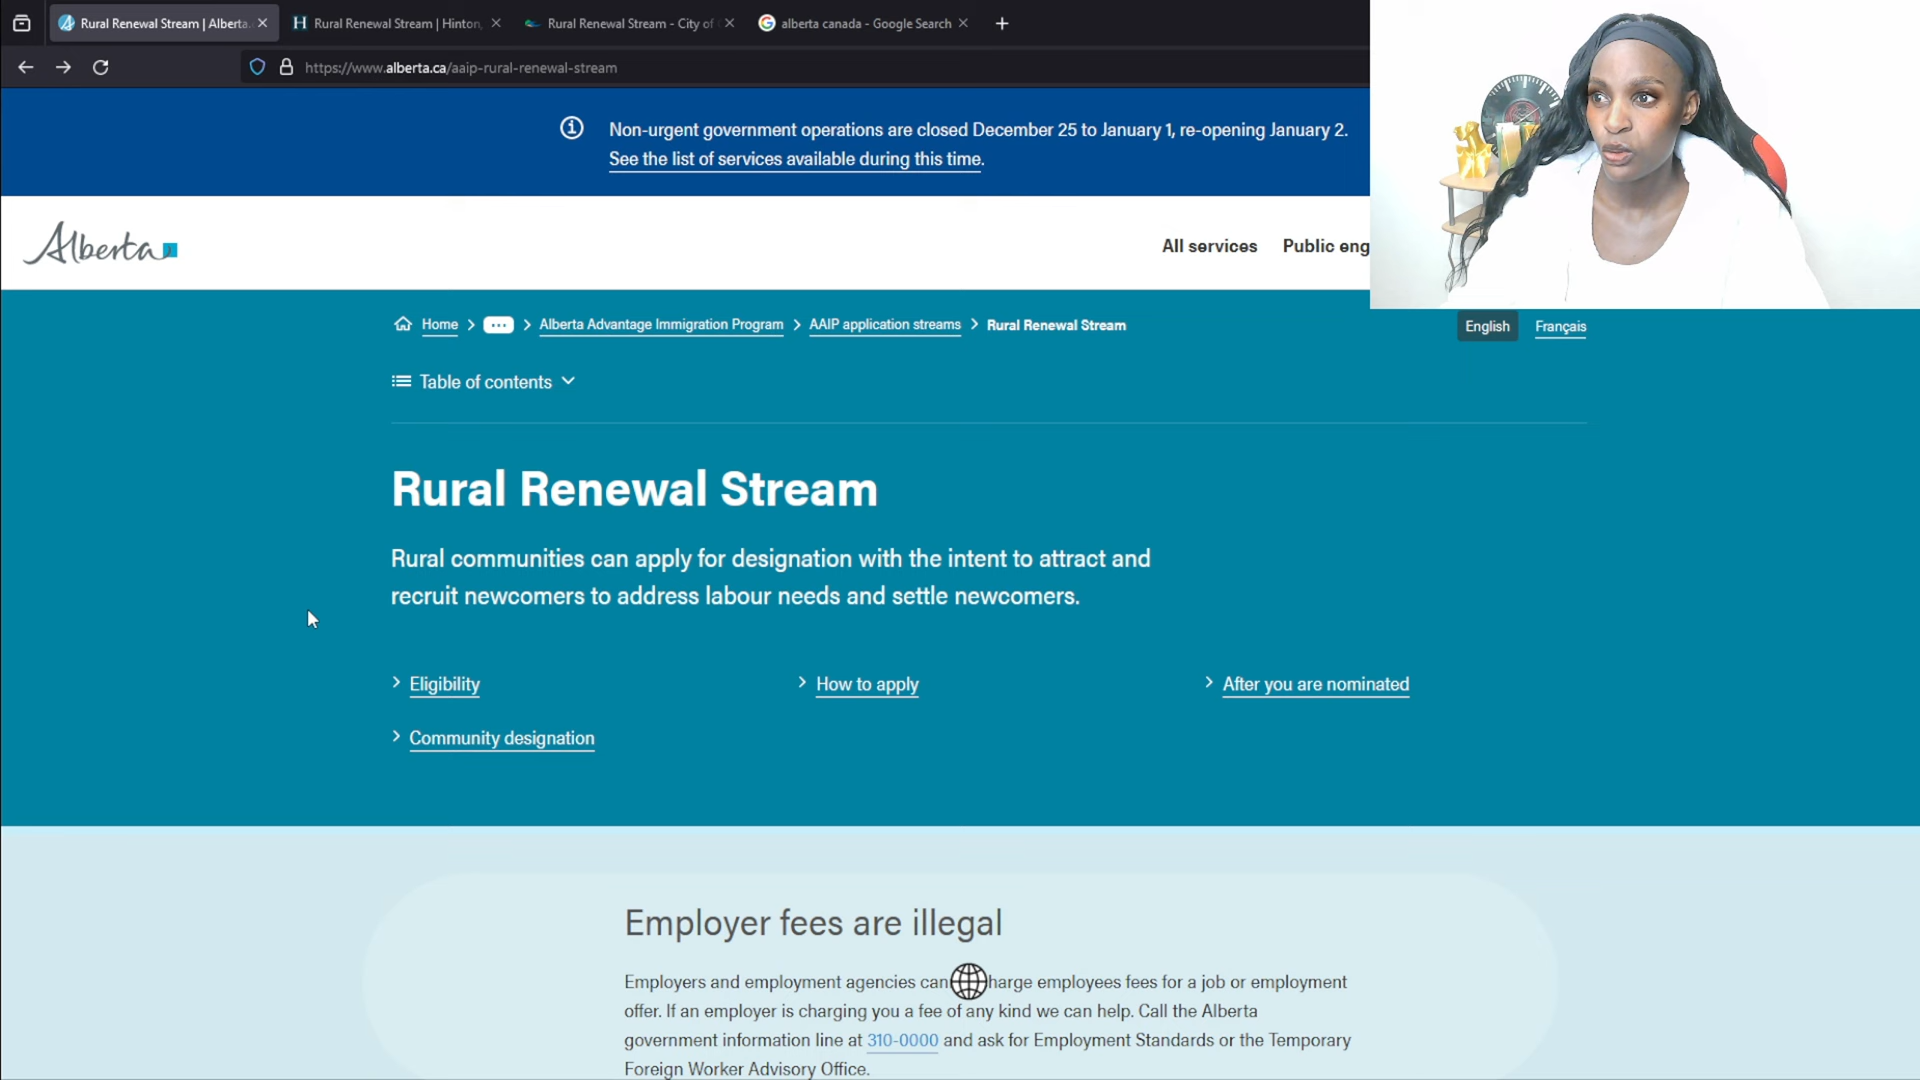 Rural Renewal Stream | Alberta.
Rural Renewal Stream | Hinton,
Rural Renewal Stream - City of
alberta canada - Google Search
https://www.alberta.ca/aaip-rural-renewal-stream
Non-urgent government operations are closed December 25 to January 1, re-opening January 2.
See the list of services available during this time.
Alberta
All services
Public eng
Home
Alberta Advantage Immigration Program
AAIP application streams
Rural Renewal Stream
English
Français
Table of contents
Rural Renewal Stream
Rural communities can apply for designation with the intent to attract and
recruit newcomers to address labour needs and settle newcomers.
Eligibility
How to apply
After you are nominated
Community designation
Employer fees are illegal
Employers and employment agencies can harge employees fees for a job or employment
offer. If an employer is charging you a fee of any kind we can help. Call the Alberta
government information line at 310-0000 and ask for Employment Standards or the Temporary
Foreign Worker Advisory Office.